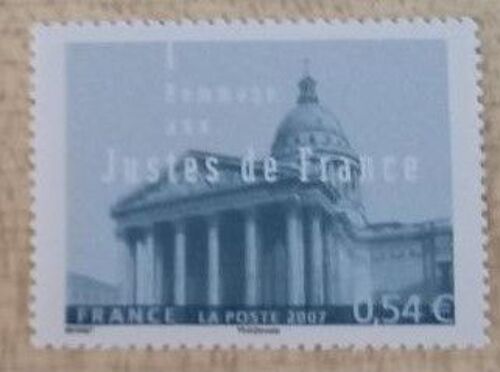 Hommage
aux
Justes de France
FRANCE LA POSTE 2007 0,54 €